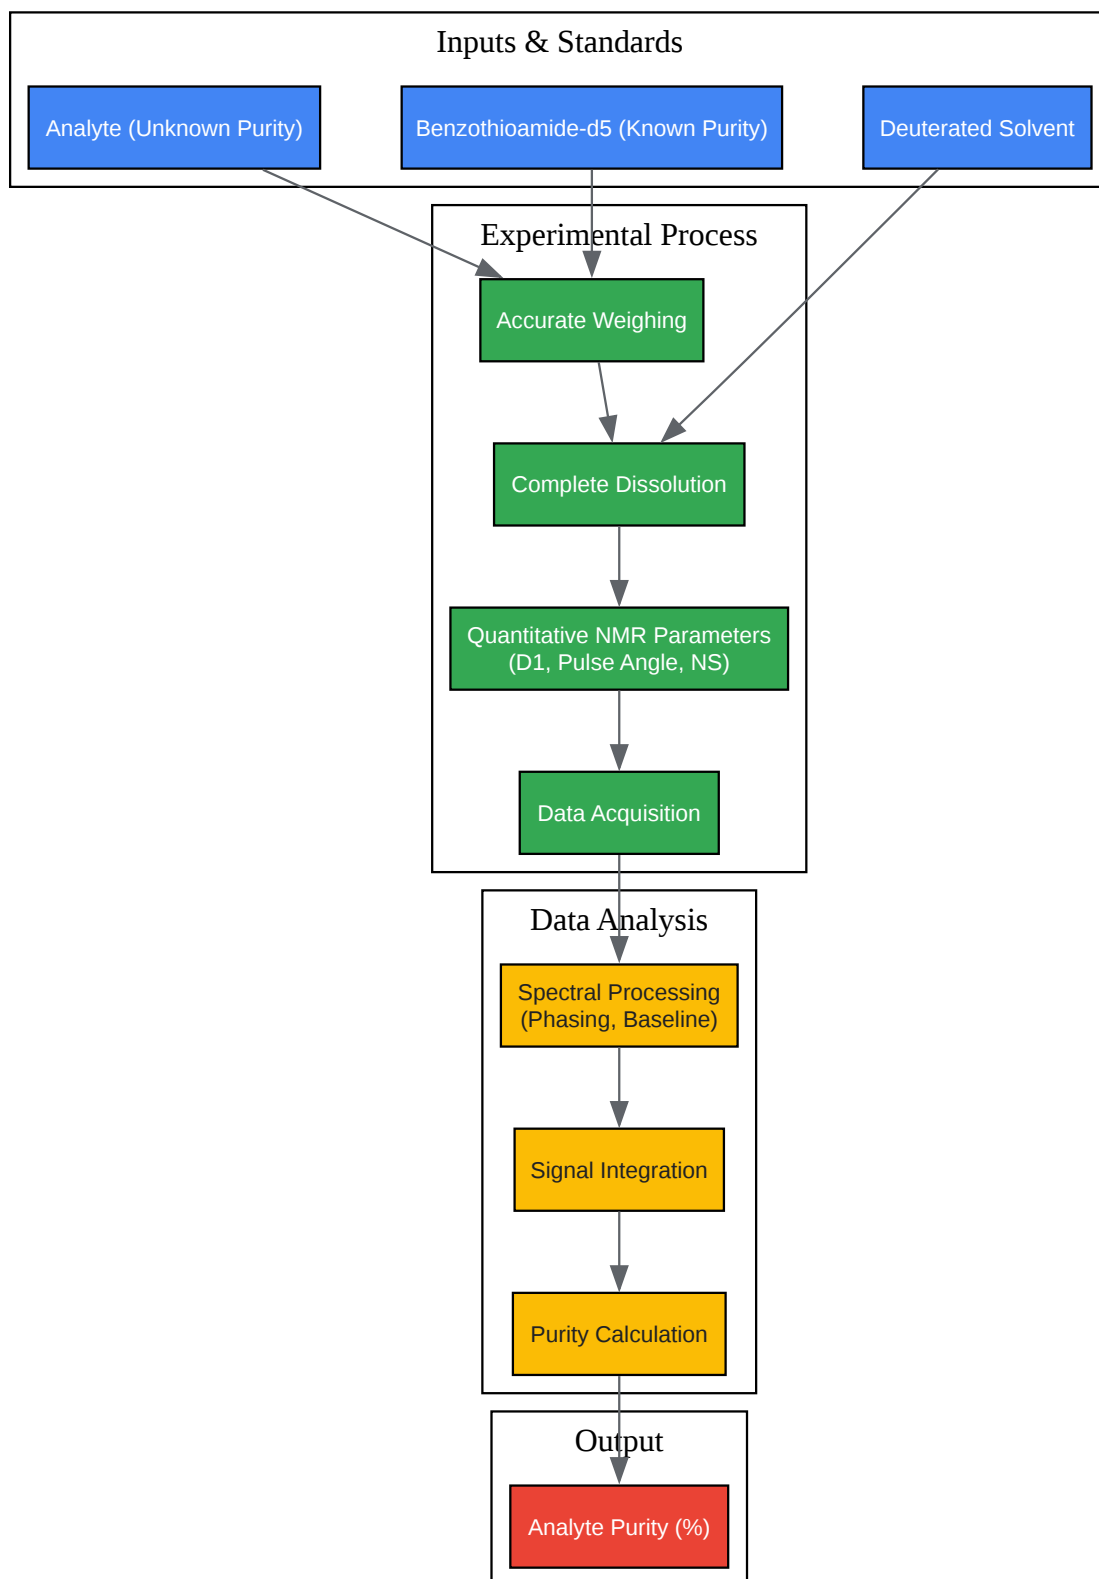 Inputs & Standards
Analyte (Unknown Purity)
Benzothioamide-d5 (Known Purity)
Deuterated Solvent
Experimental Process
Accurate Weighing
Complete Dissolution
Quantitative NMR Parameters
(D1, Pulse Angle, NS)
Data Acquisition
Data Analysis
Spectral Processing
(Phasing, Baseline)
Signal Integration
Purity Calculation
Output
Analyte Purity (%)